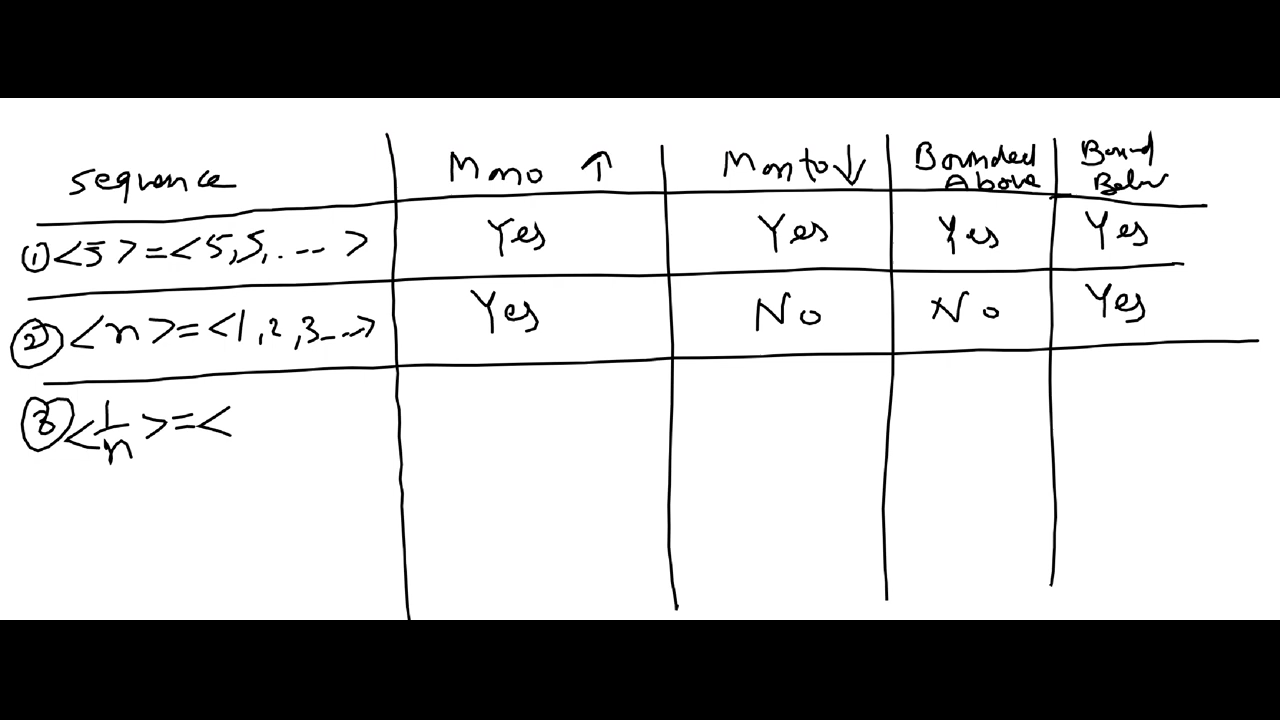 sequence Mono ↑ Monto ↓ Bounded Above Bound Below
① <5> = <5, 5, . ... > Yes Yes Yes Yes
② <n> = <1, 2, 3 ... > Yes No No Yes
③ <1/n> = <